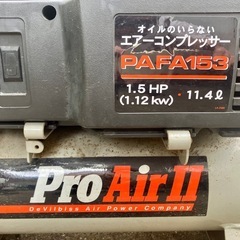 オイルのいらない
エアーコンプレッサー
PAFA153
1.5 HP
(1.12 kw) · 11.4ℓ
Pro Air II
DeVilbiss Air Power Company